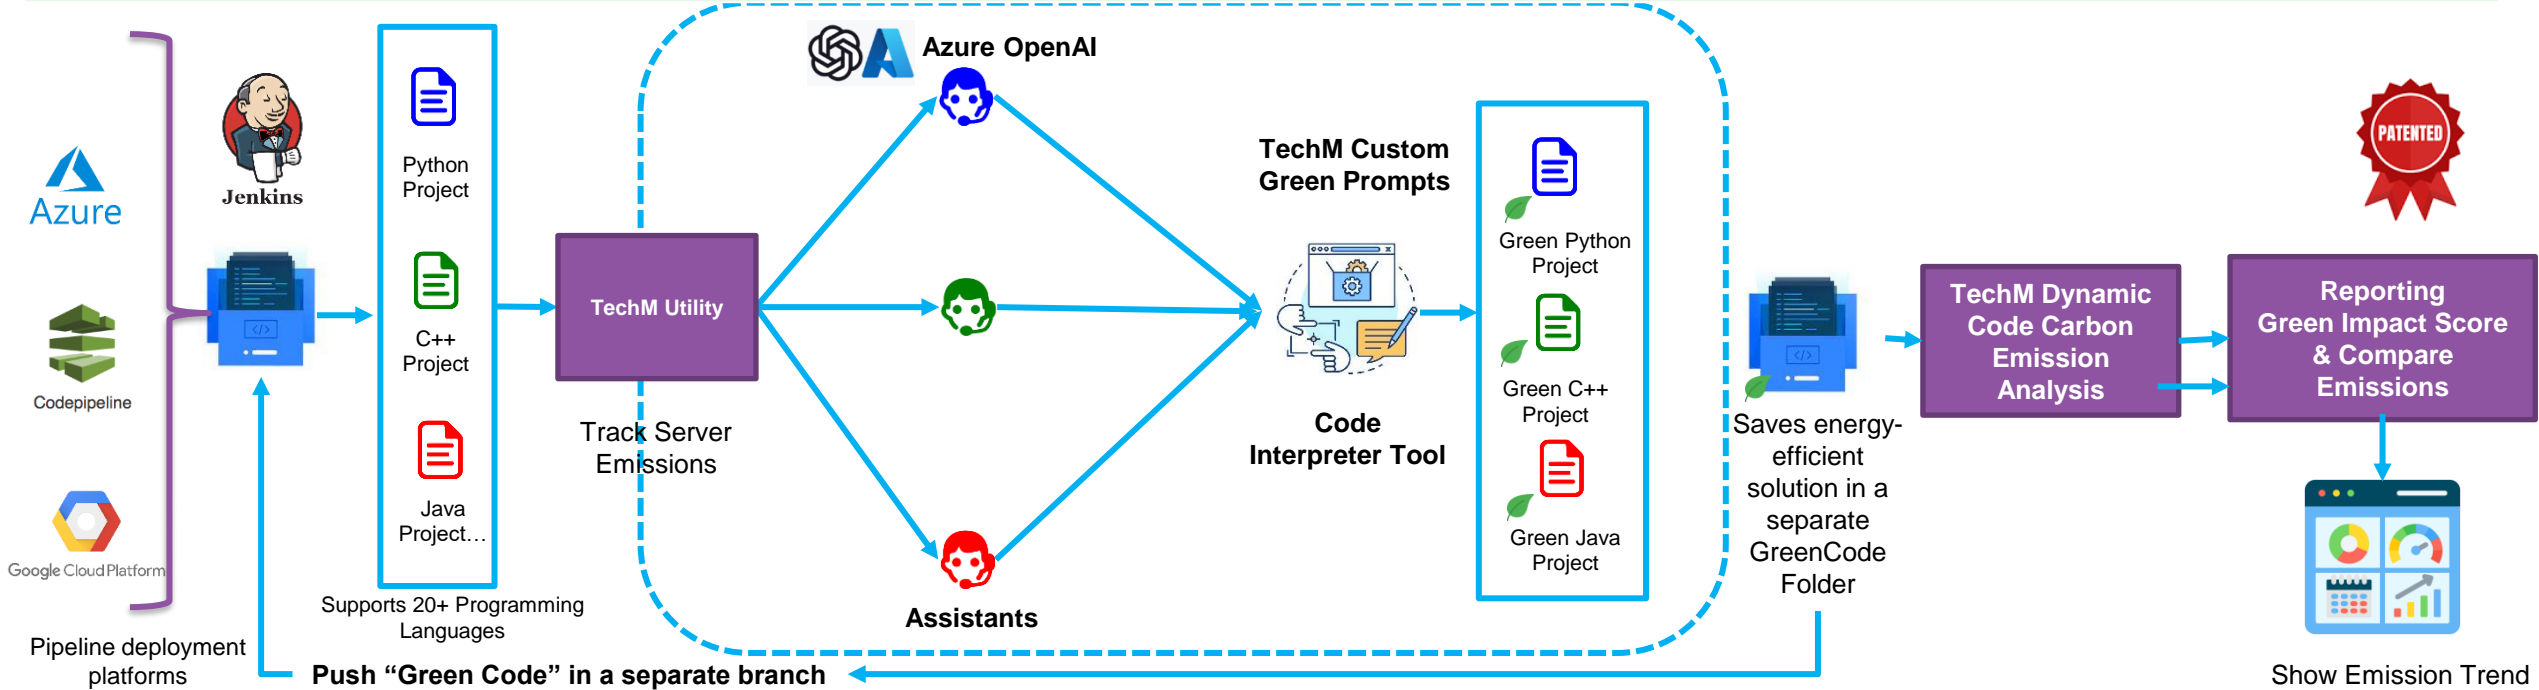 Azure
Codepipeline
Google Cloud Platform
Pipeline deployment
platforms
Jenkins
</>
Python
Project
C++
Project
Java
Project...
Supports 20+ Programming
Languages
TechM Utility
Track Server
Emissions
Azure OpenAI
Assistants
TechM Custom
Green Prompts
Code
Interpreter Tool
Green Python
Project
Green C++
Project
Green Java
Project
</>
Saves energy-
efficient
solution in a
separate
GreenCode
Folder
Push “Green Code” in a separate branch
TechM Dynamic
Code Carbon
Emission
Analysis
PATENTED
Reporting
Green Impact Score
& Compare
Emissions
Show Emission Trend